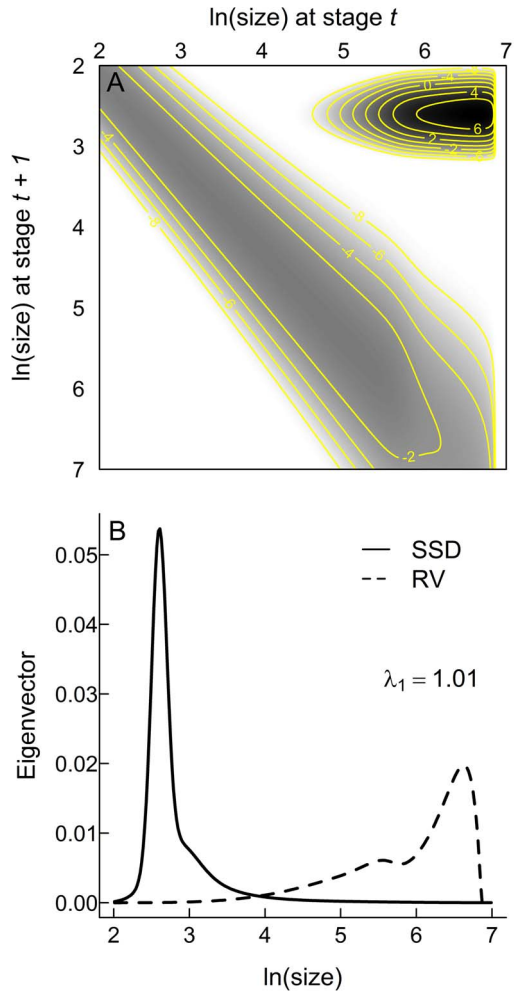 ln(size) at stage t
2 3 4 5 6 7
A
ln(size) at stage t + 1
2
3
4
5
6
7
-4
0
4
6
2
-2
-8
-6
-4
-4
-6
-2
B
SSD
RV
λ1 = 1.01
Eigenvector
0.05
0.04
0.03
0.02
0.01
0.00
2 3 4 5 6 7
ln(size)